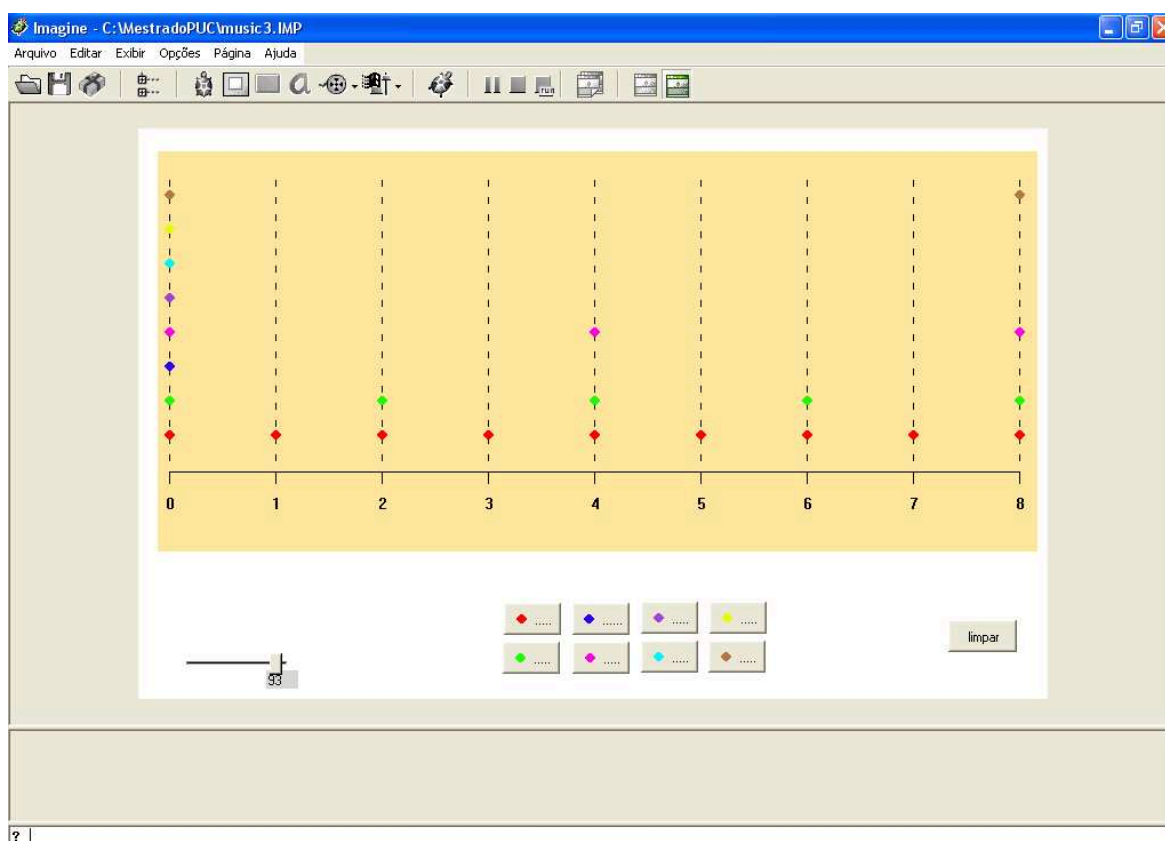 Imagine - C:\MestradoPUC\music3.IMP
Arquivo Editar Exibir Opções Página Ajuda
run
0 1 2 3 4 5 6 7 8
..... ...... ..... .....
..... ..... ..... .....
limpar
93
?